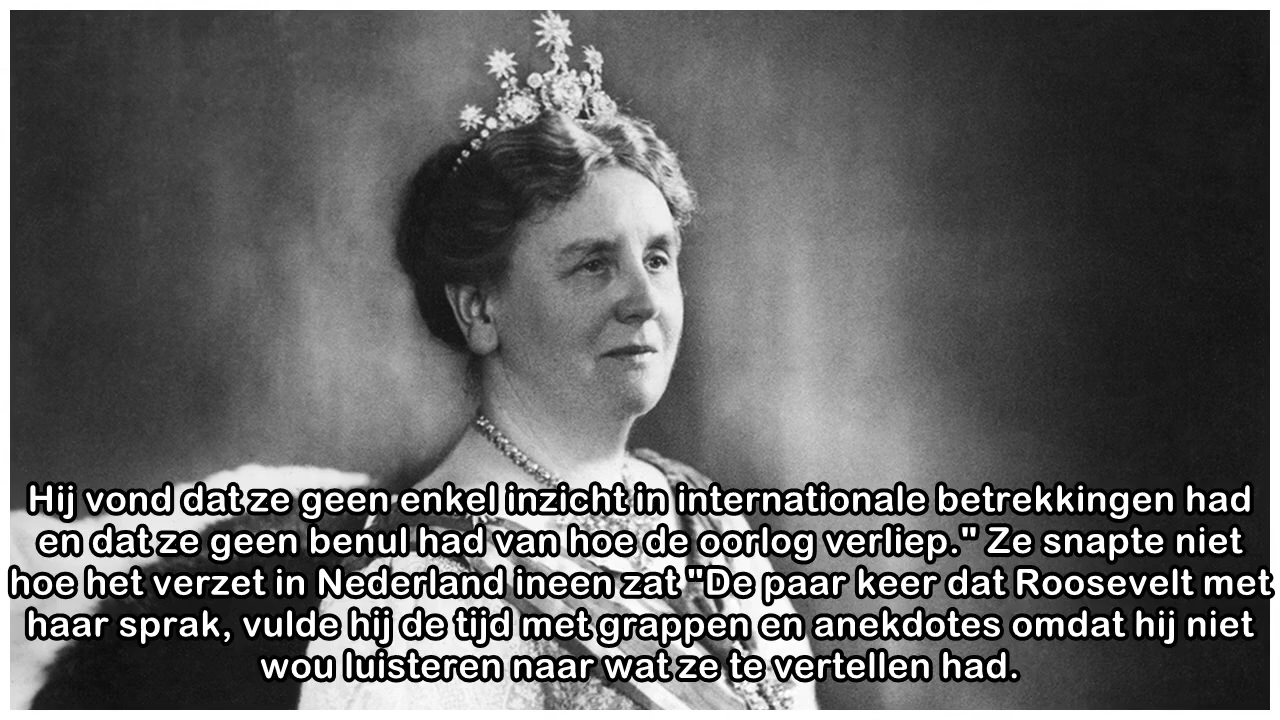 Hij vond dat ze geen enkel inzicht in internationale betrekkingen had
en dat ze geen benul had van hoe de oorlog verliep." Ze snapte niet
hoe het verzet in Nederland ineen zat "De paar keer dat Roosevelt met
haar sprak, vulde hij de tijd met grappen en anekdotes omdat hij niet
wou luisteren naar wat ze te vertellen had.